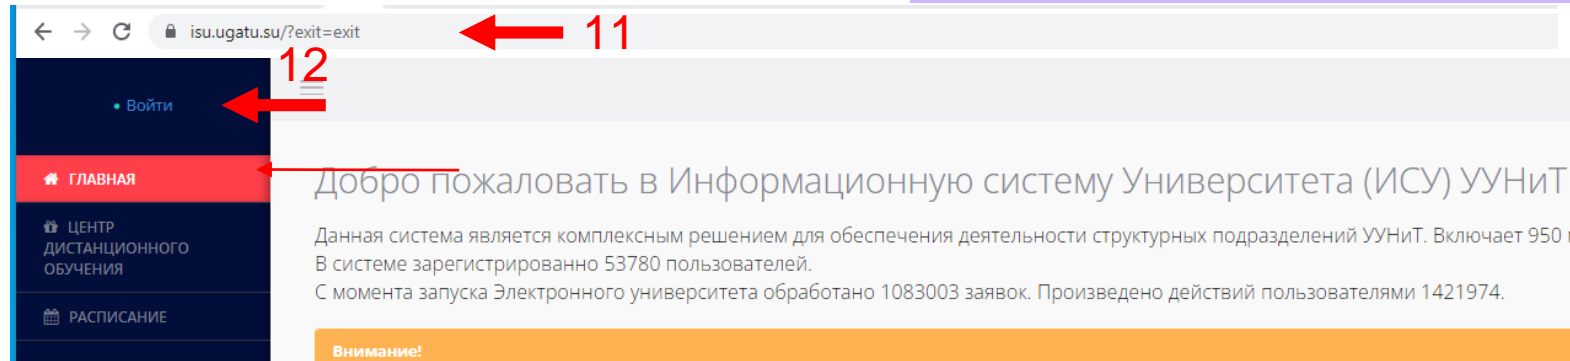 isu.ugatu.su/?exit=exit
11
12
• Войти
ГЛАВНАЯ
ЦЕНТР
ДИСТАНЦИОННОГО
ОБУЧЕНИЯ
РАСПИСАНИЕ
Добро пожаловать в Информационную систему Университета (ИСУ) УУНиТ
Данная система является комплексным решением для обеспечения деятельности структурных подразделений УУНиТ. Включает 950
В системе зарегистрированно 53780 пользователей.
С момента запуска Электронного университета обработано 1083003 заявок. Произведено действий пользователями 1421974.
Внимание!